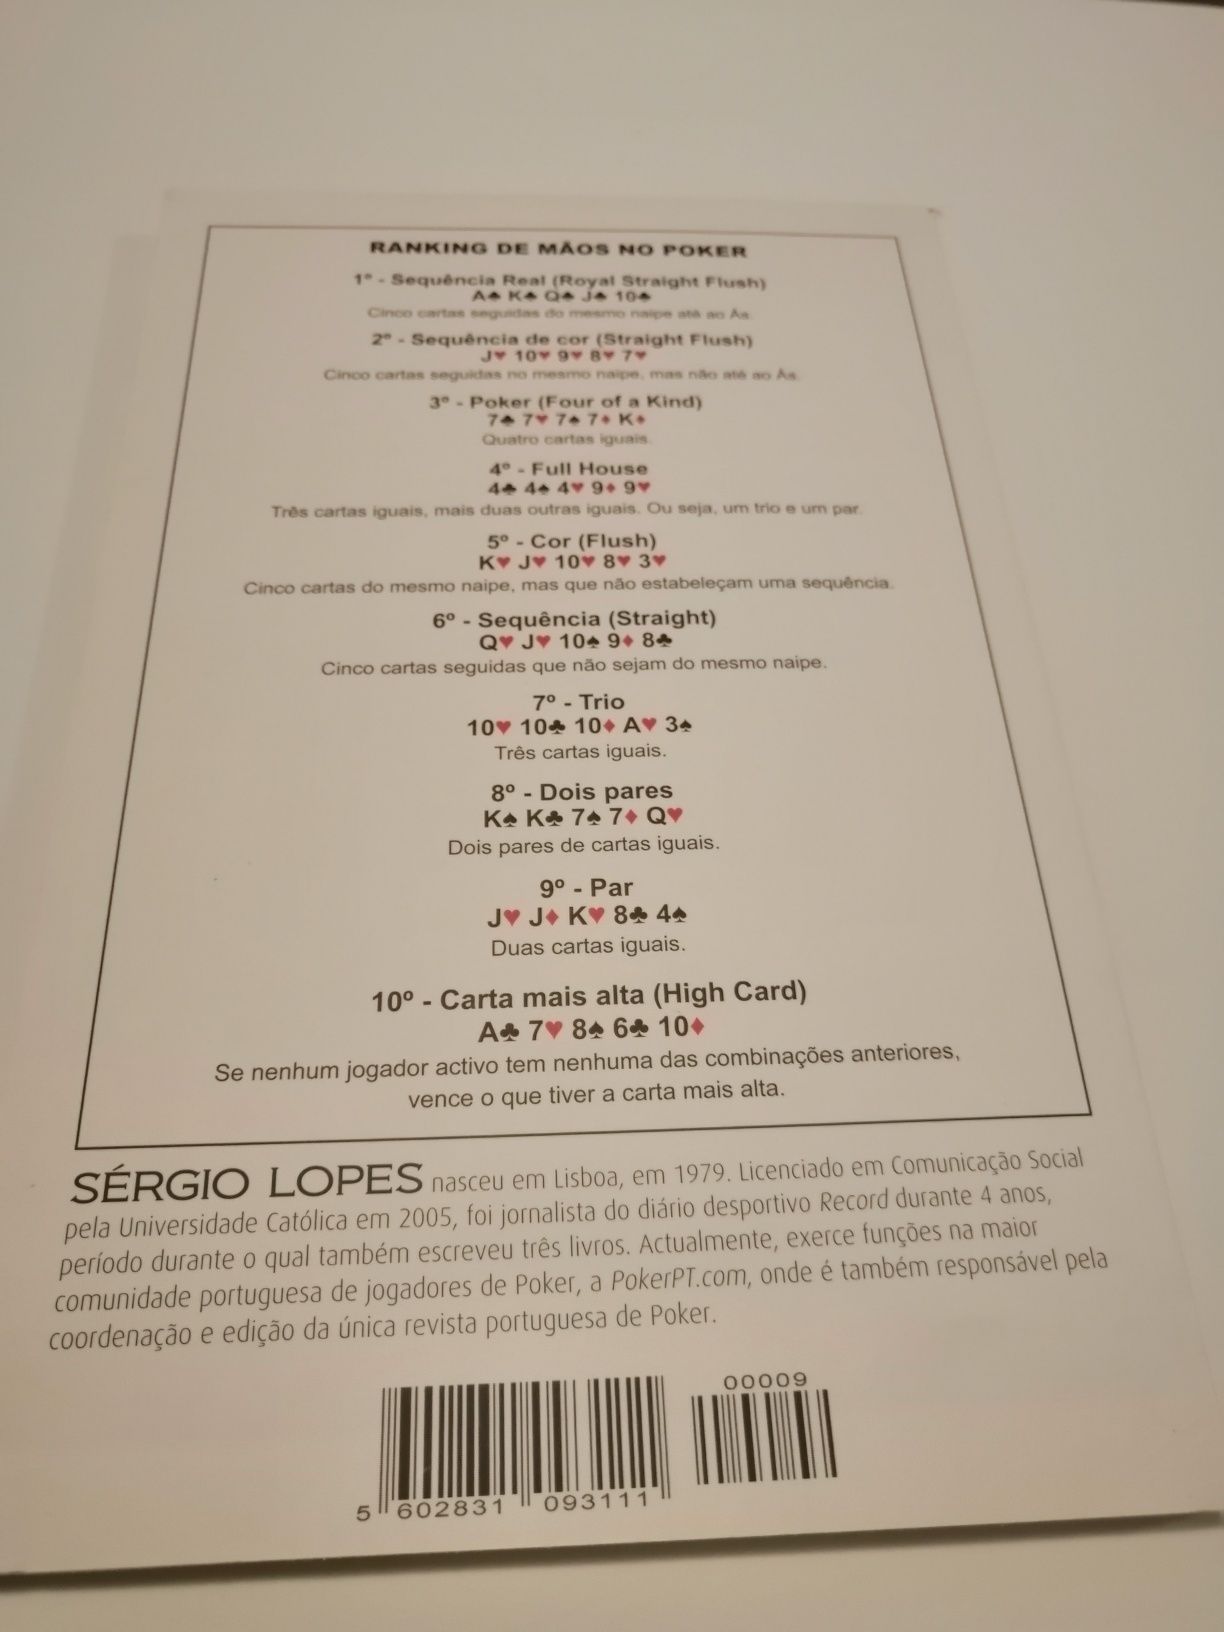 RANKING DE MÃOS NO POKER
1º - Sequência Real (Royal Straight Flush)
A♣ K♣ Q♣ J♣ 10♣
Cinco cartas seguidas do mesmo naipe até ao Ás.
2º - Sequência de cor (Straight Flush)
J♥ 10♥ 9♥ 8♥ 7♥
Cinco cartas seguidas no mesmo naipe, mas não até ao Ás.
3º - Poker (Four of a Kind)
7♣ 7♥ 7♠ 7♦ K♦
Quatro cartas iguais.
4º - Full House
4♣ 4♠ 4♥ 9♦ 9♥
Três cartas iguais, mais duas outras iguais. Ou seja, um trio e um par.
5º - Cor (Flush)
K♥ J♥ 10♥ 8♥ 3♥
Cinco cartas do mesmo naipe, mas que não estabeleçam uma sequência.
6º - Sequência (Straight)
Q♥ J♥ 10♠ 9♦ 8♣
Cinco cartas seguidas que não sejam do mesmo naipe.
7º - Trio
10♥ 10♣ 10♦ A♥ 3♠
Três cartas iguais.
8º - Dois pares
K♠ K♣ 7♠ 7♦ Q♥
Dois pares de cartas iguais.
9º - Par
J♥ J♦ K♥ 8♣ 4♠
Duas cartas iguais.
10º - Carta mais alta (High Card)
A♣ 7♥ 8♠ 6♣ 10♦
Se nenhum jogador activo tem nenhuma das combinações anteriores,
vence o que tiver a carta mais alta.
SÉRGIO LOPES nasceu em Lisboa, em 1979. Licenciado em Comunicação Social
pela Universidade Católica em 2005, foi jornalista do diário desportivo Record durante 4 anos,
período durante o qual também escreveu três livros. Actualmente, exerce funções na maior
comunidade portuguesa de jogadores de Poker, a PokerPT.com, onde é também responsável pela
coordenação e edição da única revista portuguesa de Poker.
00009
5 602831 093111